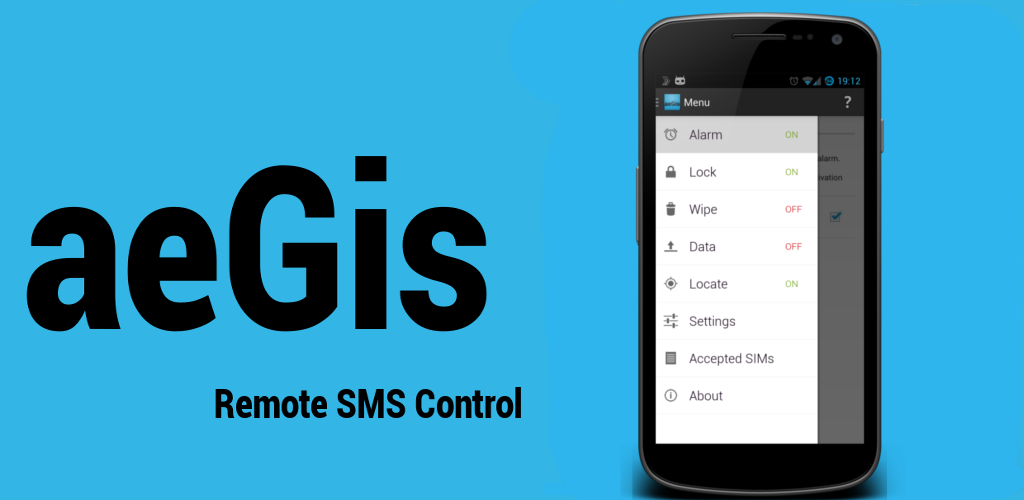 aeGis
Remote SMS Control
19:12
Menu ?
Alarm ON
Lock ON
Wipe OFF
Data OFF
Locate ON
Settings
Accepted SIMs
About
alarm.